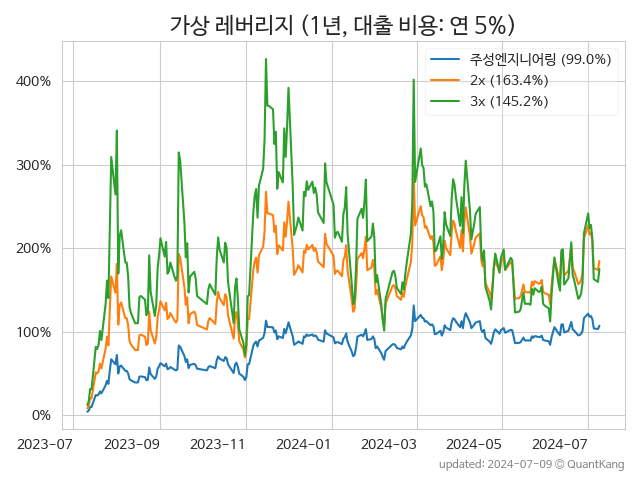 가상 레버리지 (1년, 대출 비용: 연 5%)
주성엔지니어링 (99.0%)
2x (163.4%)
3x (145.2%)
400%
300%
200%
100%
0%
2023-07 2023-09 2023-11 2024-01 2024-03 2024-05 2024-07
updated: 2024-07-09 © QuantKang